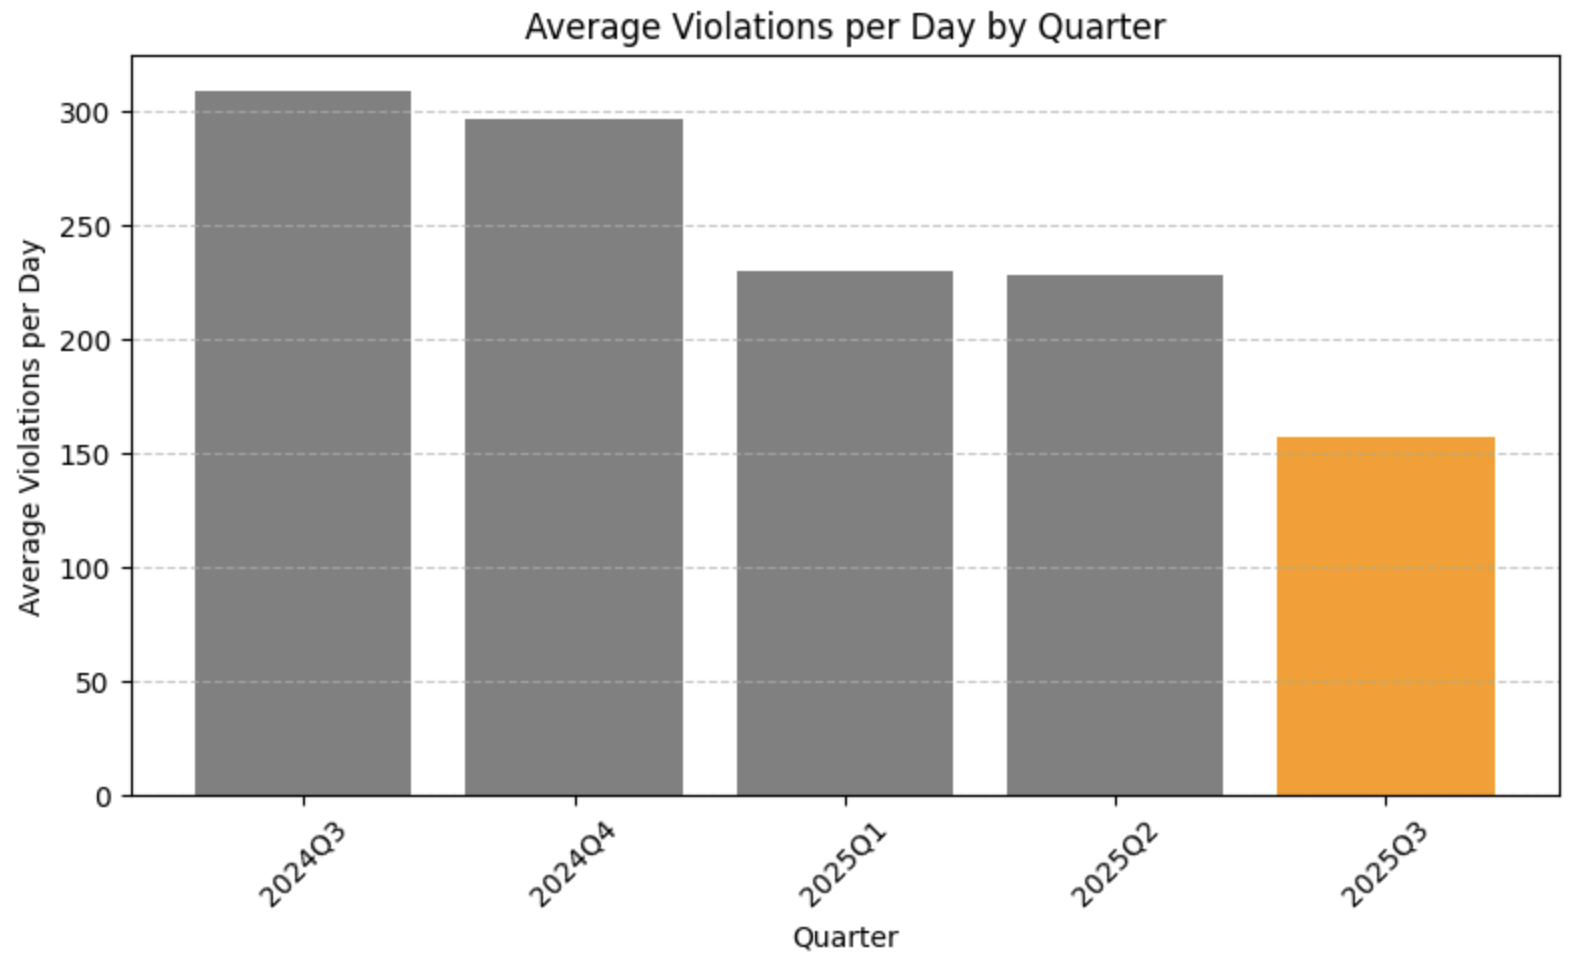 Average Violations per Day by Quarter
Average Violations per Day
300
250
200
150
100
50
0
2024Q3
2024Q4
2025Q1
2025Q2
2025Q3
Quarter